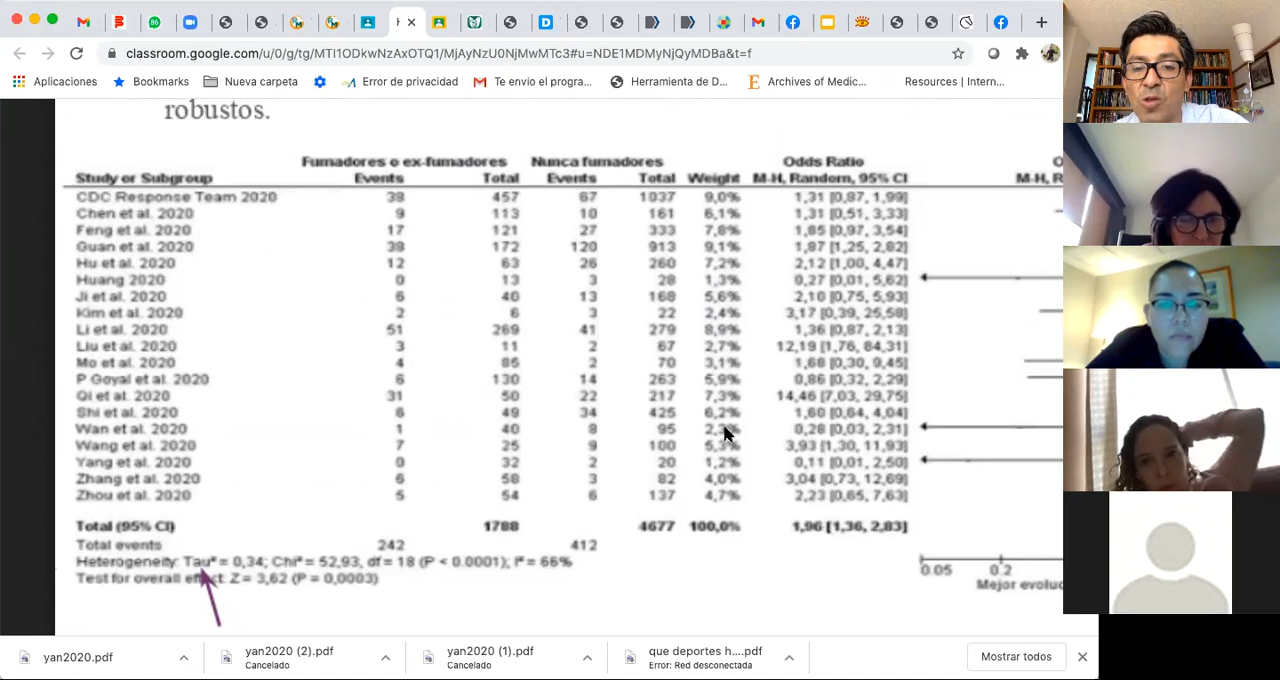 classroom.google.com/u/0/g/tg/MTI1ODkwNzAxOTQ1/MjAyNzU0NjMwMTc3#u=NDE1MDMyNjQyMDBa&t=f
Aplicaciones Bookmarks Nueva carpeta Error de privacidad Te envio el progra... Herramienta de D... Archives of Medic... Resources | Intern...
robustos.
Fumadores o ex-fumadores Nunca fumadores Odds Ratio
Study or Subgroup Events Total Events Total Weight M-H, Random, 95% CI M-H, R
CDC Response Team 2020 38 457 67 1037 9,0% 1,31 [0,87, 1,99]
Chen et al. 2020 9 113 10 161 6,1% 1,31 [0,51, 3,33]
Feng et al. 2020 17 121 27 333 7,8% 1,85 [0,97, 3,54]
Guan et al. 2020 38 172 120 913 9,1% 1,87 [1,25, 2,82]
Hu et al. 2020 12 63 26 260 7,2% 2,12 [1,00, 4,47]
Huang 2020 0 13 3 28 1,3% 0,27 [0,01, 5,62]
Ji et al. 2020 6 40 13 168 5,6% 2,10 [0,75, 5,93]
Kim et al. 2020 2 6 3 22 2,4% 3,17 [0,39, 25,58]
Li et al. 2020 51 269 41 279 8,9% 1,36 [0,87, 2,13]
Liu et al. 2020 3 11 2 67 2,7% 12,19 [1,76, 84,31]
Mo et al. 2020 4 85 2 70 3,1% 1,68 [0,30, 9,45]
P Goyal et al. 2020 6 130 14 263 5,9% 0,86 [0,32, 2,29]
Qi et al. 2020 31 50 22 217 7,3% 14,46 [7,03, 29,75]
Shi et al. 2020 6 49 34 425 6,2% 1,60 [0,64, 4,04]
Wan et al. 2020 1 40 8 95 2,3% 0,28 [0,03, 2,31]
Wang et al. 2020 7 25 9 100 5,3% 3,93 [1,30, 11,93]
Yang et al. 2020 0 32 2 20 1,2% 0,11 [0,01, 2,50]
Zhang et al. 2020 6 58 3 82 4,0% 3,04 [0,73, 12,69]
Zhou et al. 2020 5 54 6 137 4,7% 2,23 [0,65, 7,63]
Total (95% CI) 1788 4677 100,0% 1,96 [1,36, 2,83]
Total events 242 412
Heterogeneity: Tau² = 0,34; Chi² = 52,93, df = 18 (P < 0.0001); I² = 66%
Test for overall effect: Z = 3,62 (P = 0,0003)
0.05 0.2
Mejor evoluc
yan2020.pdf yan2020 (2).pdf yan2020 (1).pdf que deportes h....pdf Mostrar todos
Cancelado Cancelado Error: Red desconectada